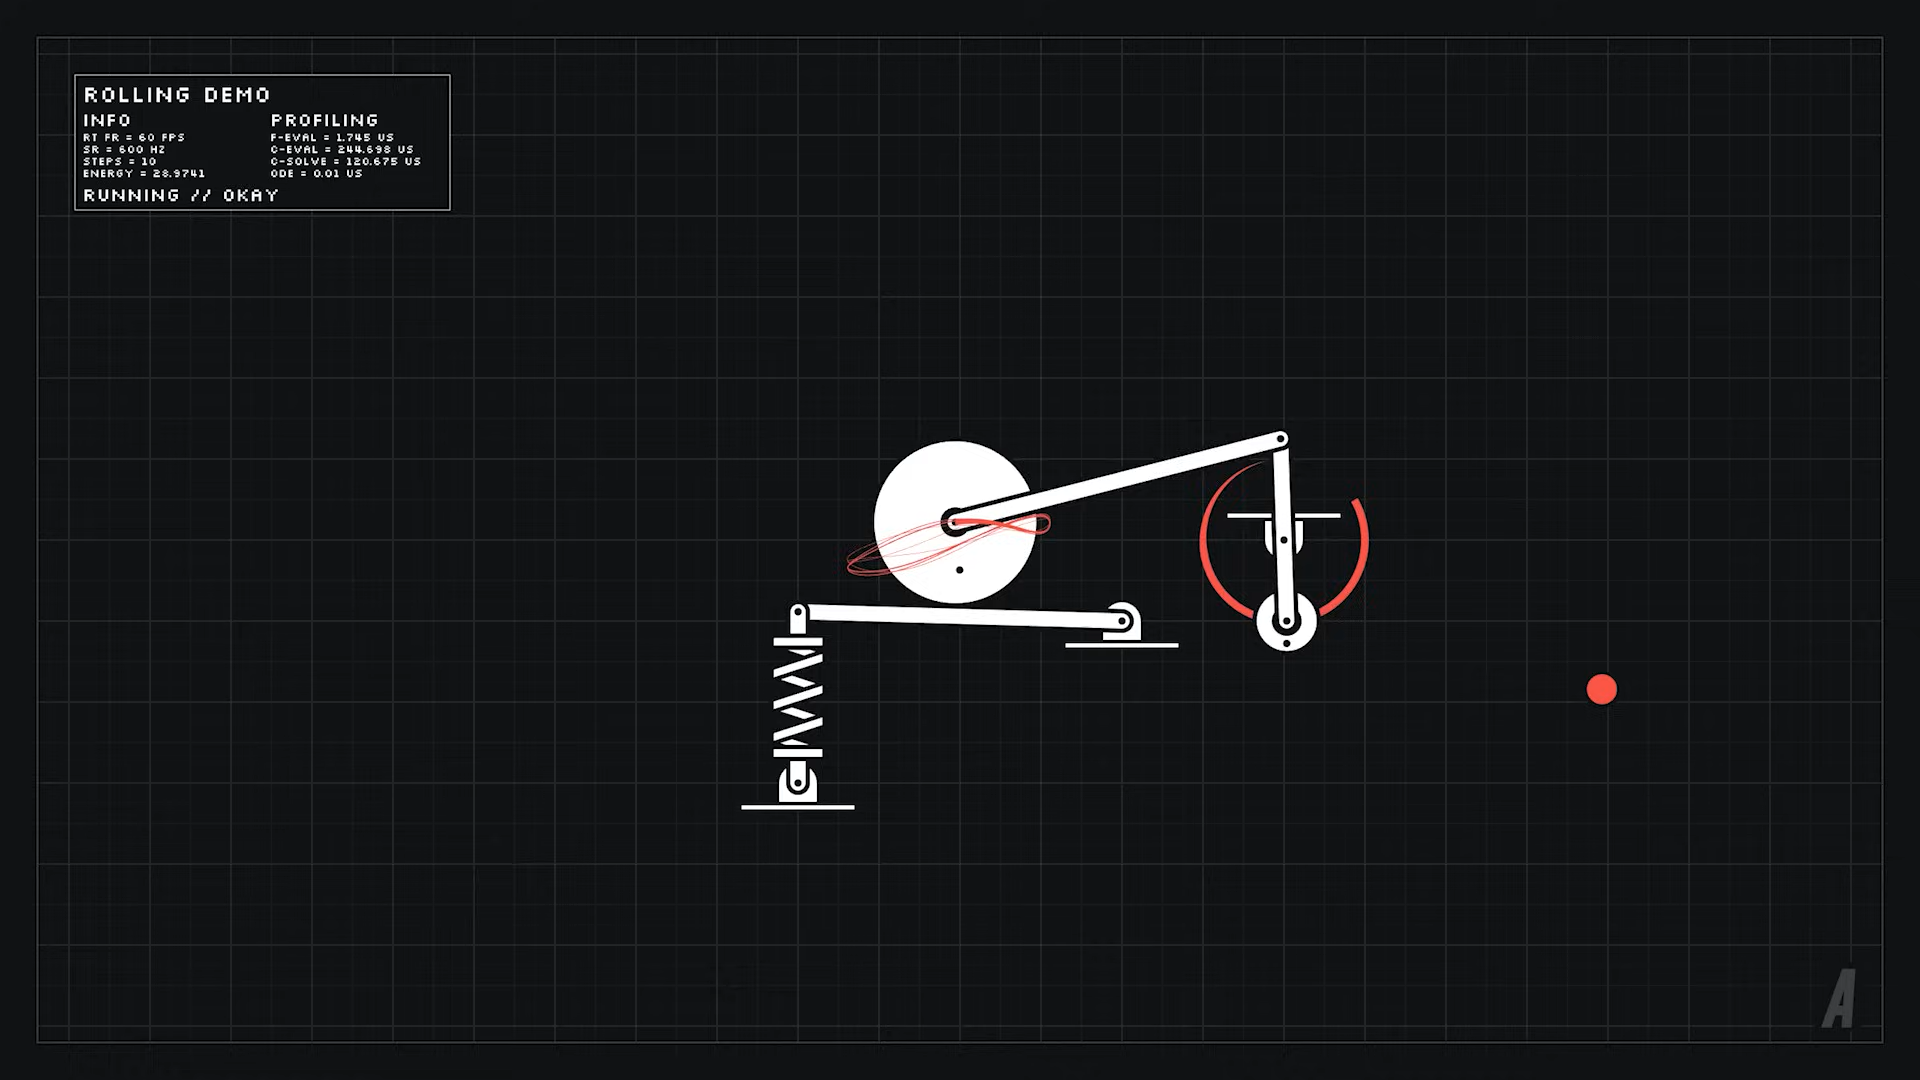 ROLLING DEMO
INFO
RT FR = 60 FPS
SR = 600 HZ
STEPS = 10
ENERGY = 28.9741
PROFILING
F-EVAL = 1.745 US
C-EVAL = 244.698 US
C-SOLVE = 120.675 US
ODE = 0.01 US
RUNNING // OKAY
A